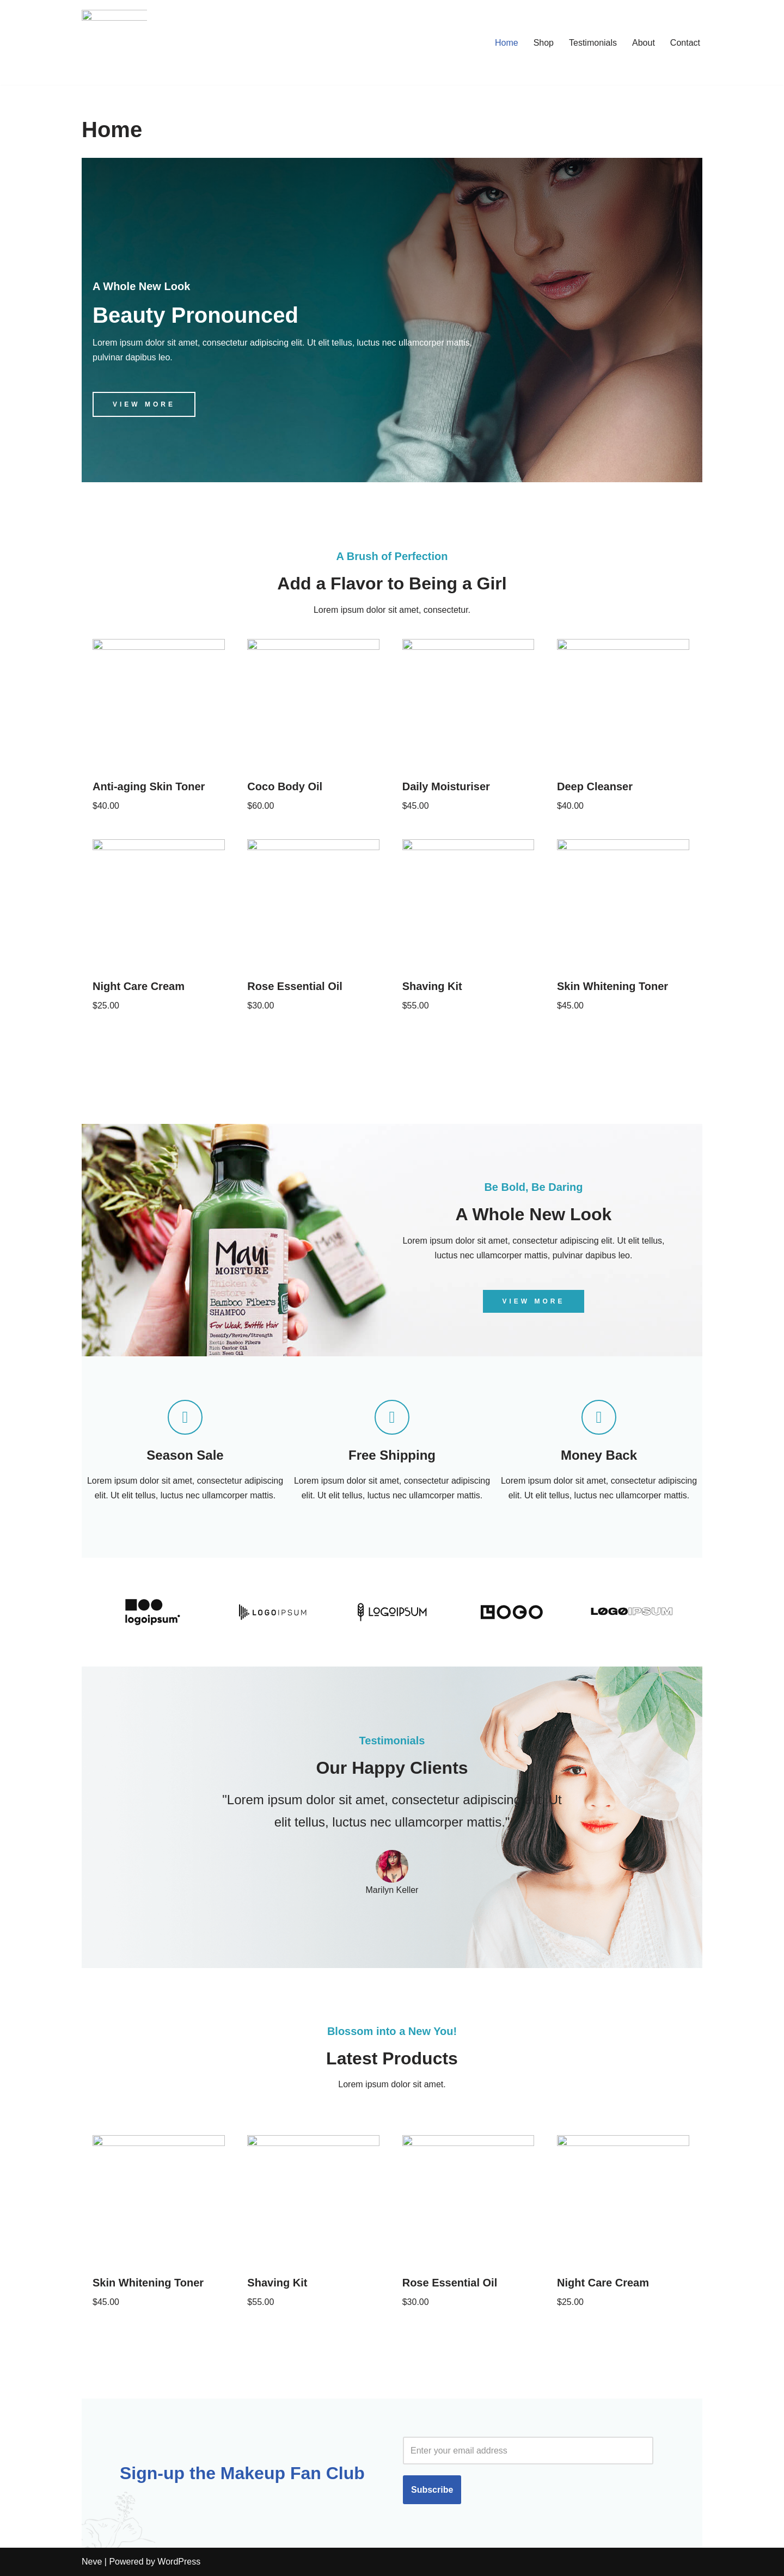 Home
Shop
Testimonials
About
Contact
Home
A Whole New Look
Beauty Pronounced
Lorem ipsum dolor sit amet, consectetur adipiscing elit. Ut elit tellus, luctus nec ullamcorper mattis,
pulvinar dapibus leo.
VIEW MORE
A Brush of Perfection
Add a Flavor to Being a Girl
Lorem ipsum dolor sit amet, consectetur.
Anti-aging Skin Toner
$40.00
Coco Body Oil
$60.00
Daily Moisturiser
$45.00
Deep Cleanser
$40.00
Night Care Cream
$25.00
Rose Essential Oil
$30.00
Shaving Kit
$55.00
Skin Whitening Toner
$45.00
Maui
MOISTURE
Thicken &
Restore +
Bamboo Fibers
SHAMPOO
For Weak, Brittle Hair
Densify/Revive/Strength
Exotic Bamboo Fibers
Rich Castor Oil
Lush Neem Oil
Be Bold, Be Daring
A Whole New Look
Lorem ipsum dolor sit amet, consectetur adipiscing elit. Ut elit tellus,
luctus nec ullamcorper mattis, pulvinar dapibus leo.
VIEW MORE
Season Sale
Lorem ipsum dolor sit amet, consectetur adipiscing
elit. Ut elit tellus, luctus nec ullamcorper mattis.
Free Shipping
Lorem ipsum dolor sit amet, consectetur adipiscing
elit. Ut elit tellus, luctus nec ullamcorper mattis.
Money Back
Lorem ipsum dolor sit amet, consectetur adipiscing
elit. Ut elit tellus, luctus nec ullamcorper mattis.
logoipsum
LOGOIPSUM
LOGOIPSUM
LOGO
LOGOIPSUM
Testimonials
Our Happy Clients
"Lorem ipsum dolor sit amet, consectetur adipiscing elit. Ut
elit tellus, luctus nec ullamcorper mattis."
Marilyn Keller
Blossom into a New You!
Latest Products
Lorem ipsum dolor sit amet.
Skin Whitening Toner
$45.00
Shaving Kit
$55.00
Rose Essential Oil
$30.00
Night Care Cream
$25.00
Sign-up the Makeup Fan Club
Enter your email address
Subscribe
Neve | Powered by WordPress